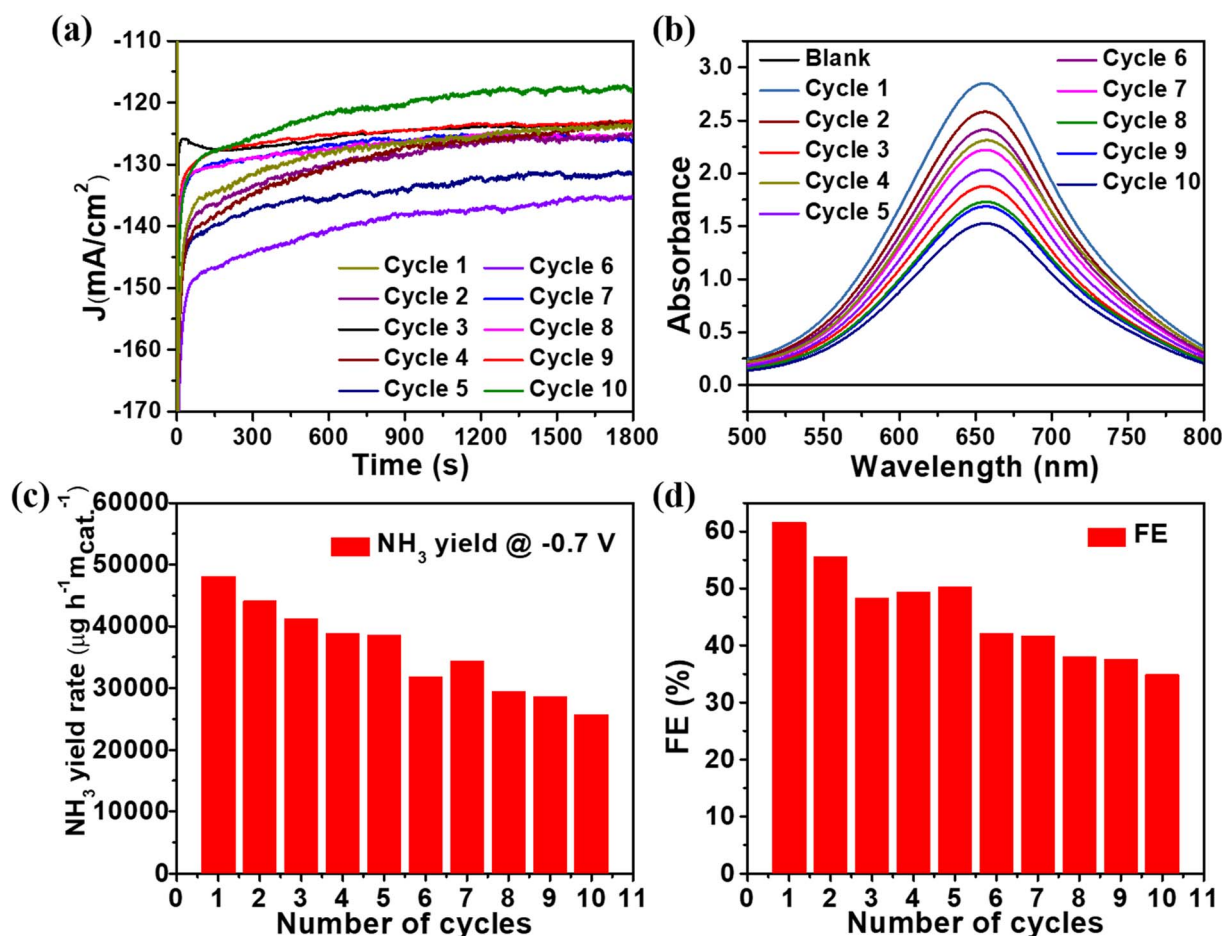 (a)
-110
-120
-130
-140
-150
-160
-170
J(mA/cm²)
0 300 600 900 1200 1500 1800
Time (s)
Cycle 1 Cycle 6
Cycle 2 Cycle 7
Cycle 3 Cycle 8
Cycle 4 Cycle 9
Cycle 5 Cycle 10
(b)
3.0
2.5
2.0
1.5
1.0
0.5
0.0
Absorbance
500 550 600 650 700 750 800
Wavelength (nm)
Blank
Cycle 1
Cycle 2
Cycle 3
Cycle 4
Cycle 5
Cycle 6
Cycle 7
Cycle 8
Cycle 9
Cycle 10
(c)
60000
50000
40000
30000
20000
10000
0
NH₃ yield rate (μg h⁻¹m_cat.⁻¹)
NH₃ yield @ -0.7 V
0 1 2 3 4 5 6 7 8 9 10 11
Number of cycles
(d)
60
50
40
30
20
10
0
FE (%)
FE
0 1 2 3 4 5 6 7 8 9 10 11
Number of cycles